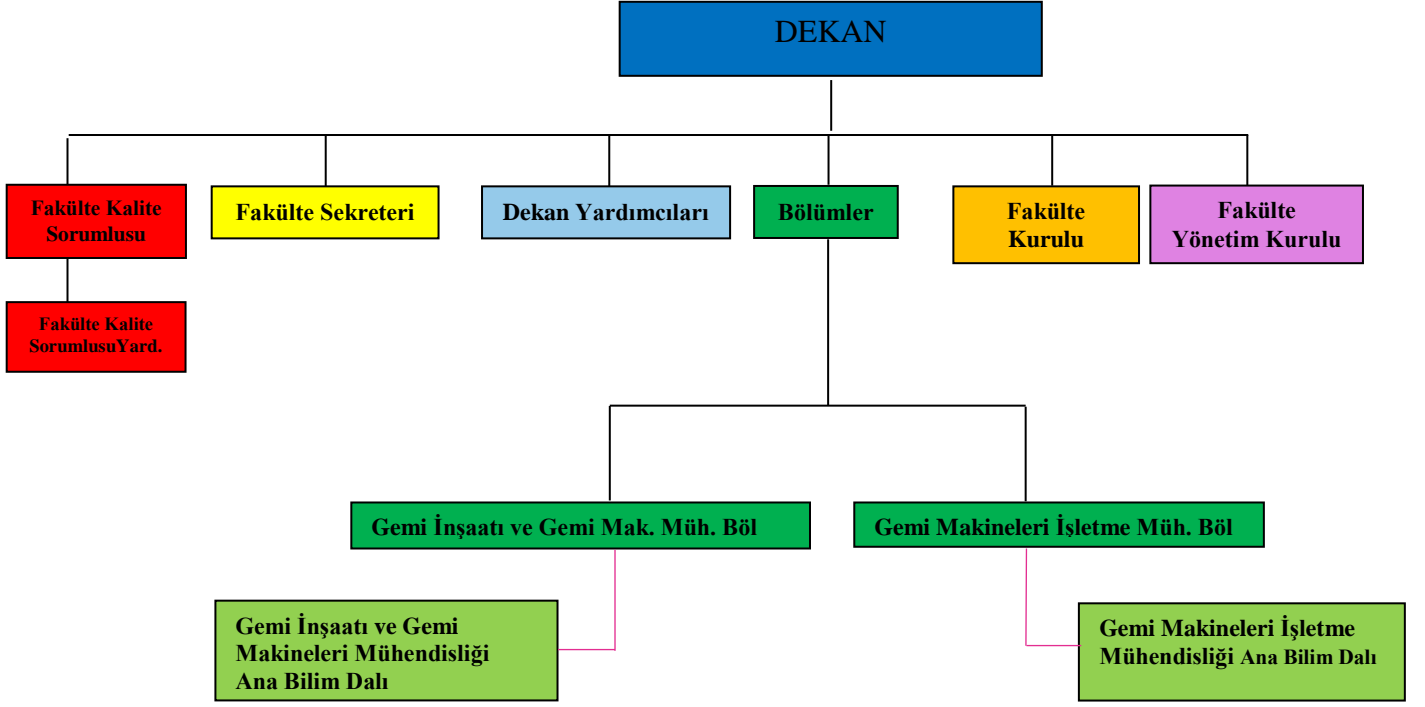 DEKAN
Fakülte Kalite
Sorumlusu
Fakülte Sekreteri
Dekan Yardımcıları
Bölümler
Fakülte
Kurulu
Fakülte
Yönetim Kurulu
Fakülte Kalite
SorumlusuYard.
Gemi İnşaatı ve Gemi Mak. Müh. Böl
Gemi Makineleri İşletme Müh. Böl
Gemi İnşaatı ve Gemi
Makineleri Mühendisliği
Ana Bilim Dalı
Gemi Makineleri İşletme
Mühendisliği Ana Bilim Dalı